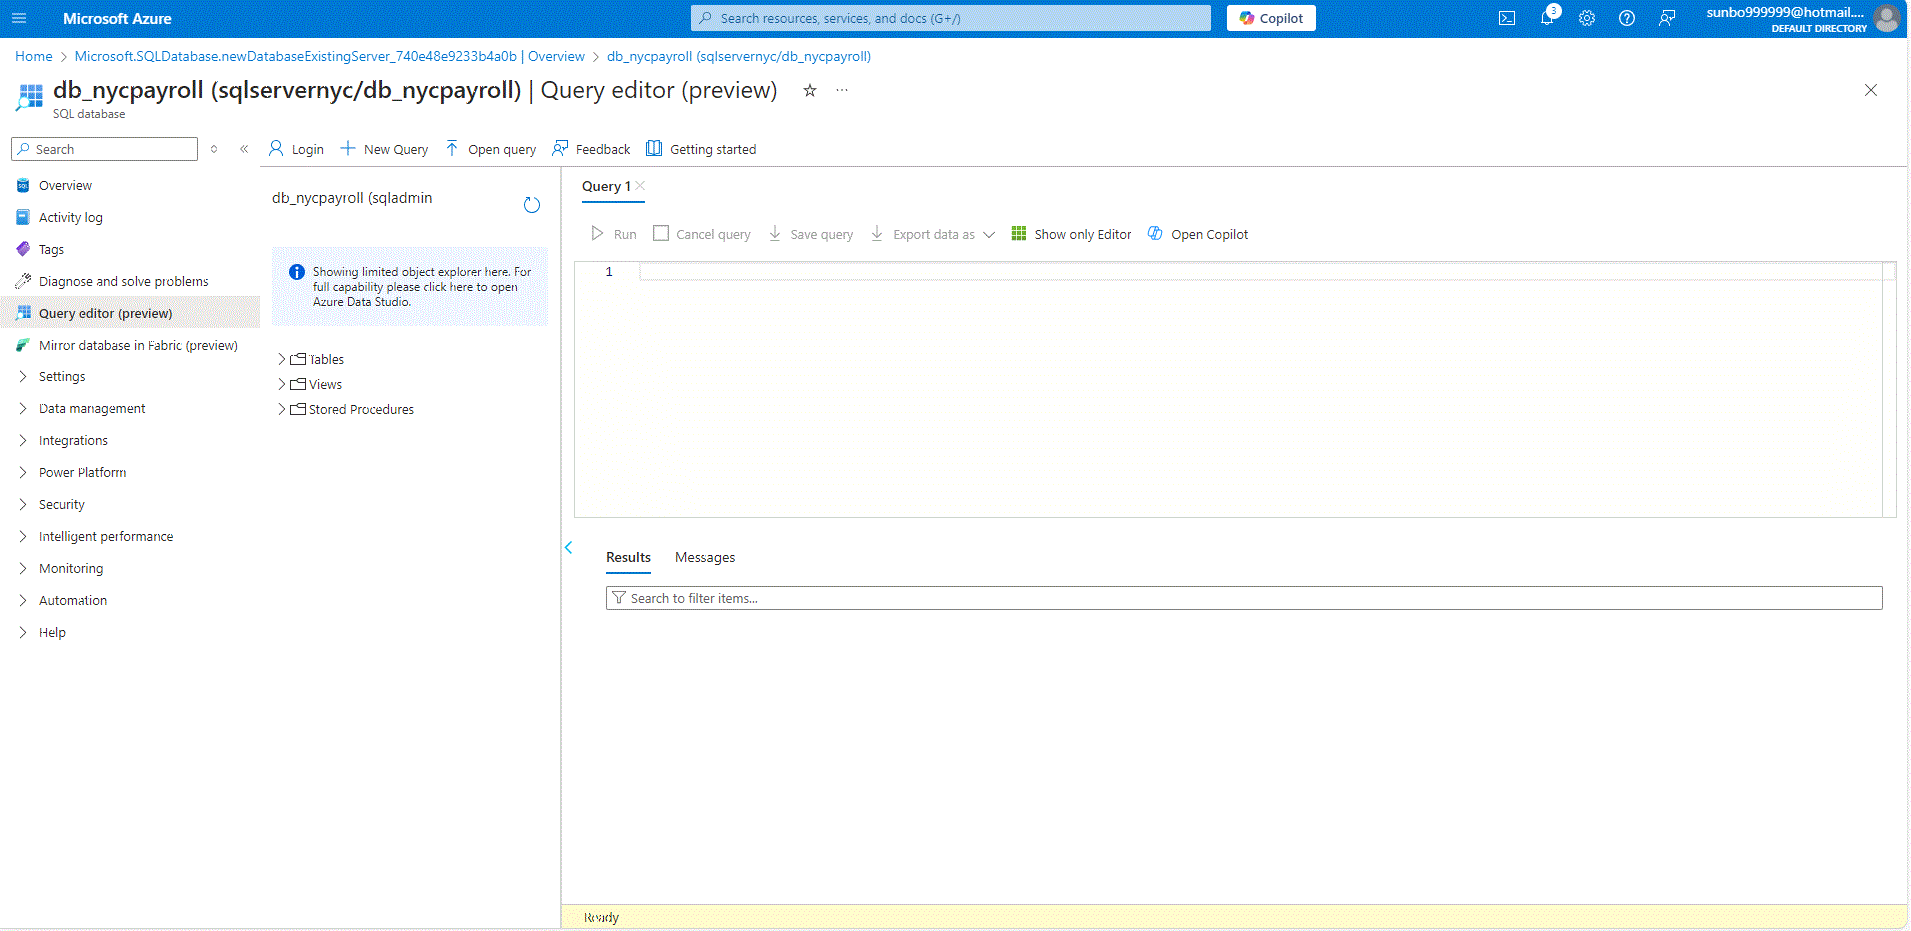 Microsoft Azure
Search resources, services, and docs (G+/)
Copilot
3
sunbo999999@hotmail....
DEFAULT DIRECTORY
Home > Microsoft.SQLDatabase.newDatabaseExistingServer_740e48e9233b4a0b | Overview > db_nycpayroll (sqlservernyc/db_nycpayroll)
db_nycpayroll (sqlservernyc/db_nycpayroll) | Query editor (preview)
SQL database
Search
Login
New Query
Open query
Feedback
Getting started
Overview
Activity log
Tags
Diagnose and solve problems
Query editor (preview)
Mirror database in Fabric (preview)
Settings
Data management
Integrations
Power Platform
Security
Intelligent performance
Monitoring
Automation
Help
db_nycpayroll (sqladmin
Showing limited object explorer here. For
full capability please click here to open
Azure Data Studio.
Tables
Views
Stored Procedures
Query 1
Run
Cancel query
Save query
Export data as
Show only Editor
Open Copilot
1
Results
Messages
Search to filter items...
Ready